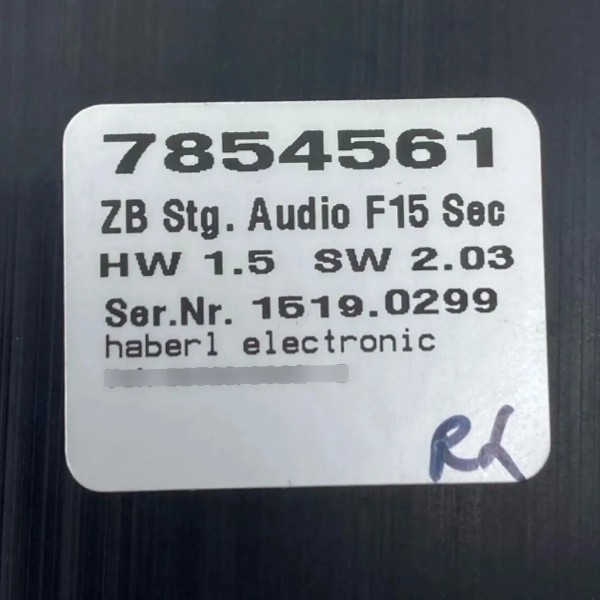 7854561
ZB Stg. Audio F15 Sec
HW 1.5 SW 2.03
Ser.Nr. 1519.0299
haberl electronic